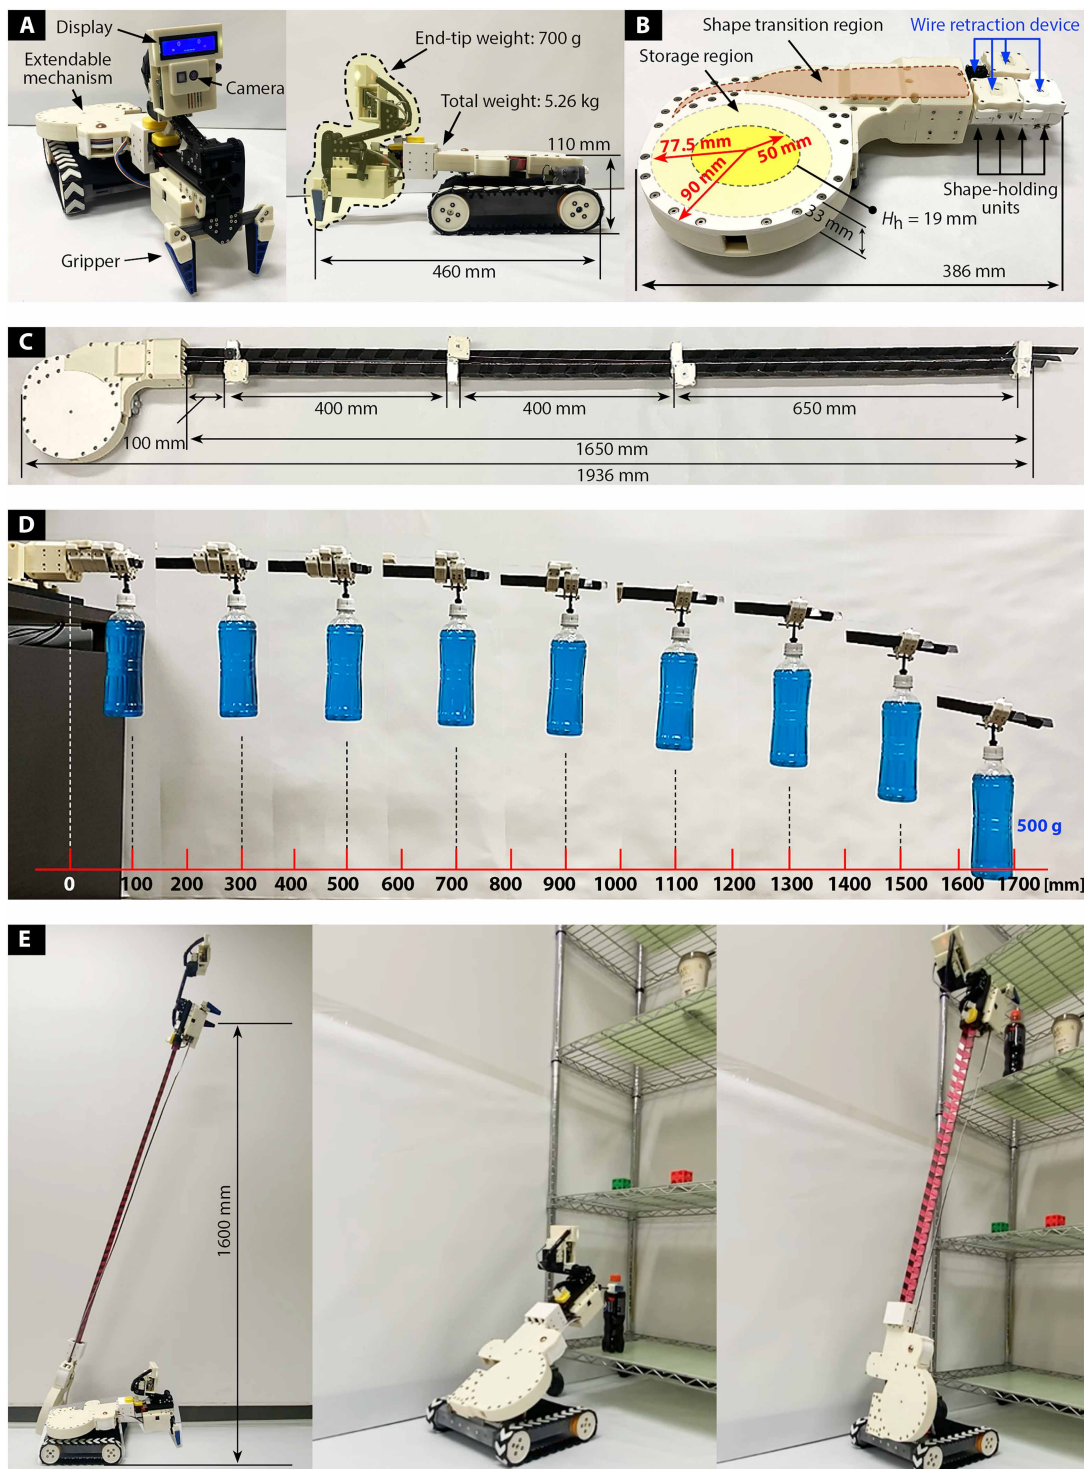 A
Display
Extendable
mechanism
Camera
Gripper
End-tip weight: 700 g
Total weight: 5.26 kg
110 mm
460 mm
B
Shape transition region
Wire retraction device
Storage region
77.5 mm
50 mm
90 mm
Shape-holding
units
33 mm
Hh = 19 mm
386 mm
C
400 mm
400 mm
650 mm
100 mm
1650 mm
1936 mm
D
500 g
0 100 200 300 400 500 600 700 800 900 1000 1100 1200 1300 1400 1500 1600 1700 [mm]
E
1600 mm